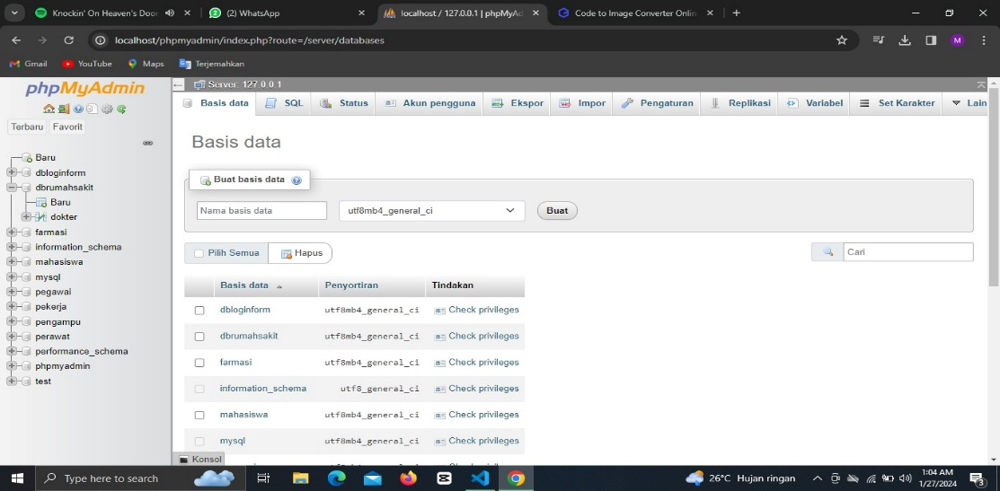 Knockin' On Heaven's Door
(2) WhatsApp
localhost / 127.0.0.1 | phpMyAd
Code to Image Converter Onlin
localhost/phpmyadmin/index.php?route=/server/databases
M
Gmail
YouTube
Maps
Terjemahkan
phpMyAdmin
Terbaru Favorit
Baru
dbloginform
dbrumahsakit
Baru
dokter
farmasi
information_schema
mahasiswa
mysql
pegawai
pekerja
pengampu
perawat
performance_schema
phpmyadmin
test
Server: 127.0.0.1
Basis data SQL Status Akun pengguna Ekspor Impor Pengaturan Replikasi Variabel Set Karakter Lain
Basis data
Buat basis data
Nama basis data utf8mb4_general_ci Buat
Pilih Semua Hapus Cari
Basis data Penyortiran Tindakan
dbloginform utf8mb4_general_ci Check privileges
dbrumahsakit utf8mb4_general_ci Check privileges
farmasi utf8mb4_general_ci Check privileges
information_schema utf8_general_ci Check privileges
mahasiswa utf8mb4_general_ci Check privileges
mysql utf8mb4_general_ci Check privileges
Konsol
Type here to search
26°C Hujan ringan
1:04 AM
1/27/2024
3